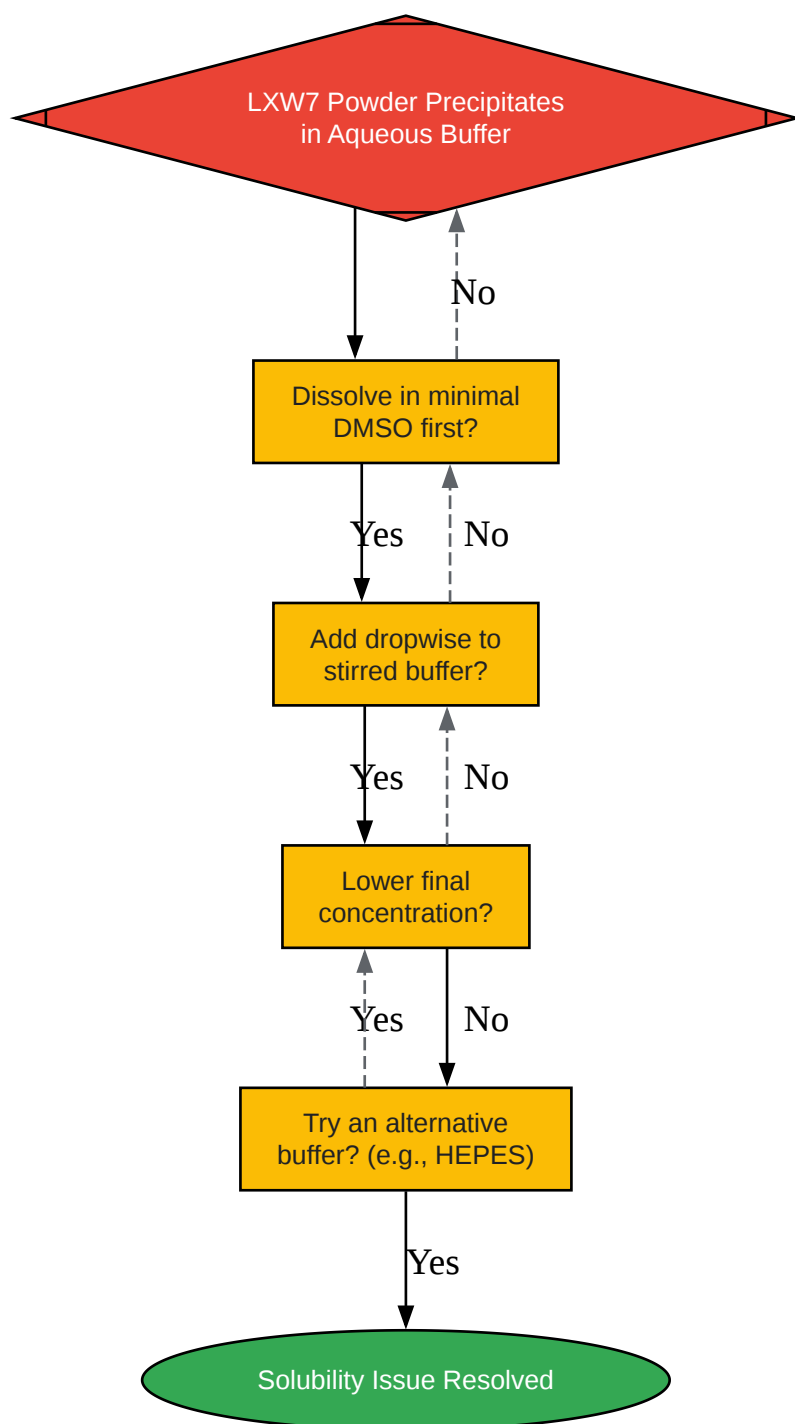 LXW7 Powder Precipitates
in Aqueous Buffer
No
Dissolve in minimal
DMSO first?
Yes
No
Add dropwise to
stirred buffer?
Yes
No
Lower final
concentration?
Yes
No
Try an alternative
buffer? (e.g., HEPES)
Yes
Solubility Issue Resolved